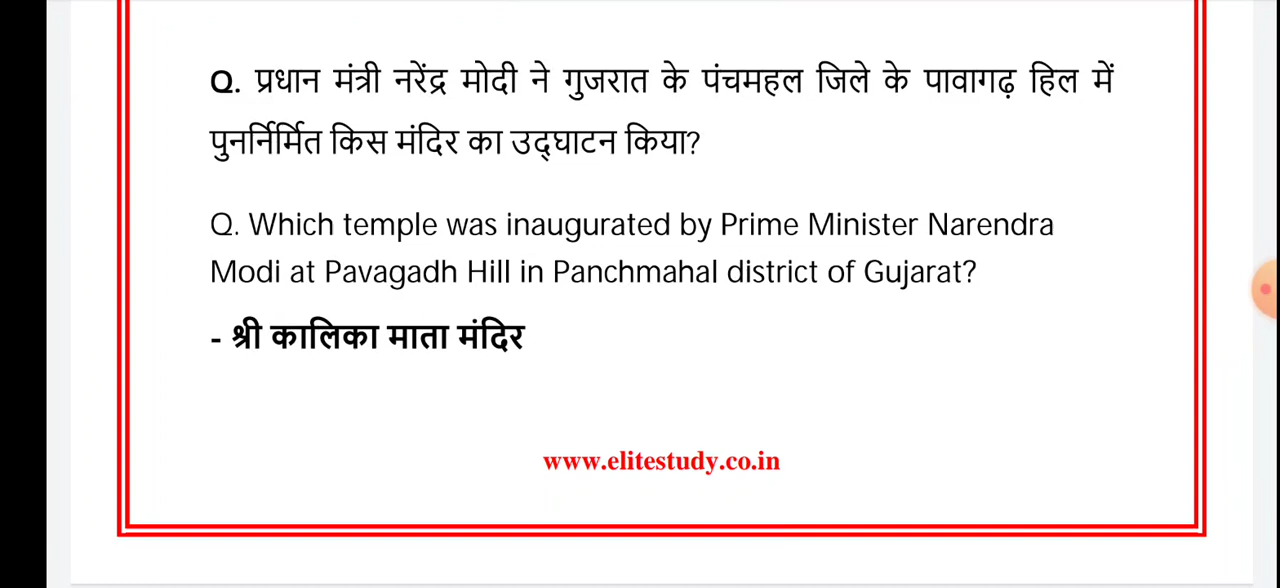 Q. प्रधान मंत्री नरेंद्र मोदी ने गुजरात के पंचमहल जिले के पावागढ़ हिल में
पुनर्निर्मित किस मंदिर का उद्घाटन किया?
Q. Which temple was inaugurated by Prime Minister Narendra
Modi at Pavagadh Hill in Panchmahal district of Gujarat?
- श्री कालिका माता मंदिर
www.elitestudy.co.in